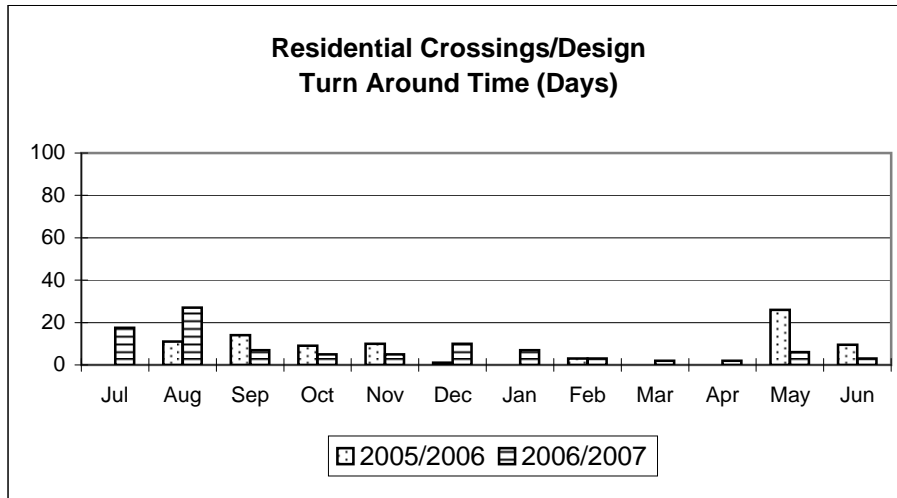 Residential Crossings/Design
Turn Around Time (Days)
100
80
60
40
20
0
Jul Aug Sep Oct Nov Dec Jan Feb Mar Apr May Jun
2005/2006 2006/2007